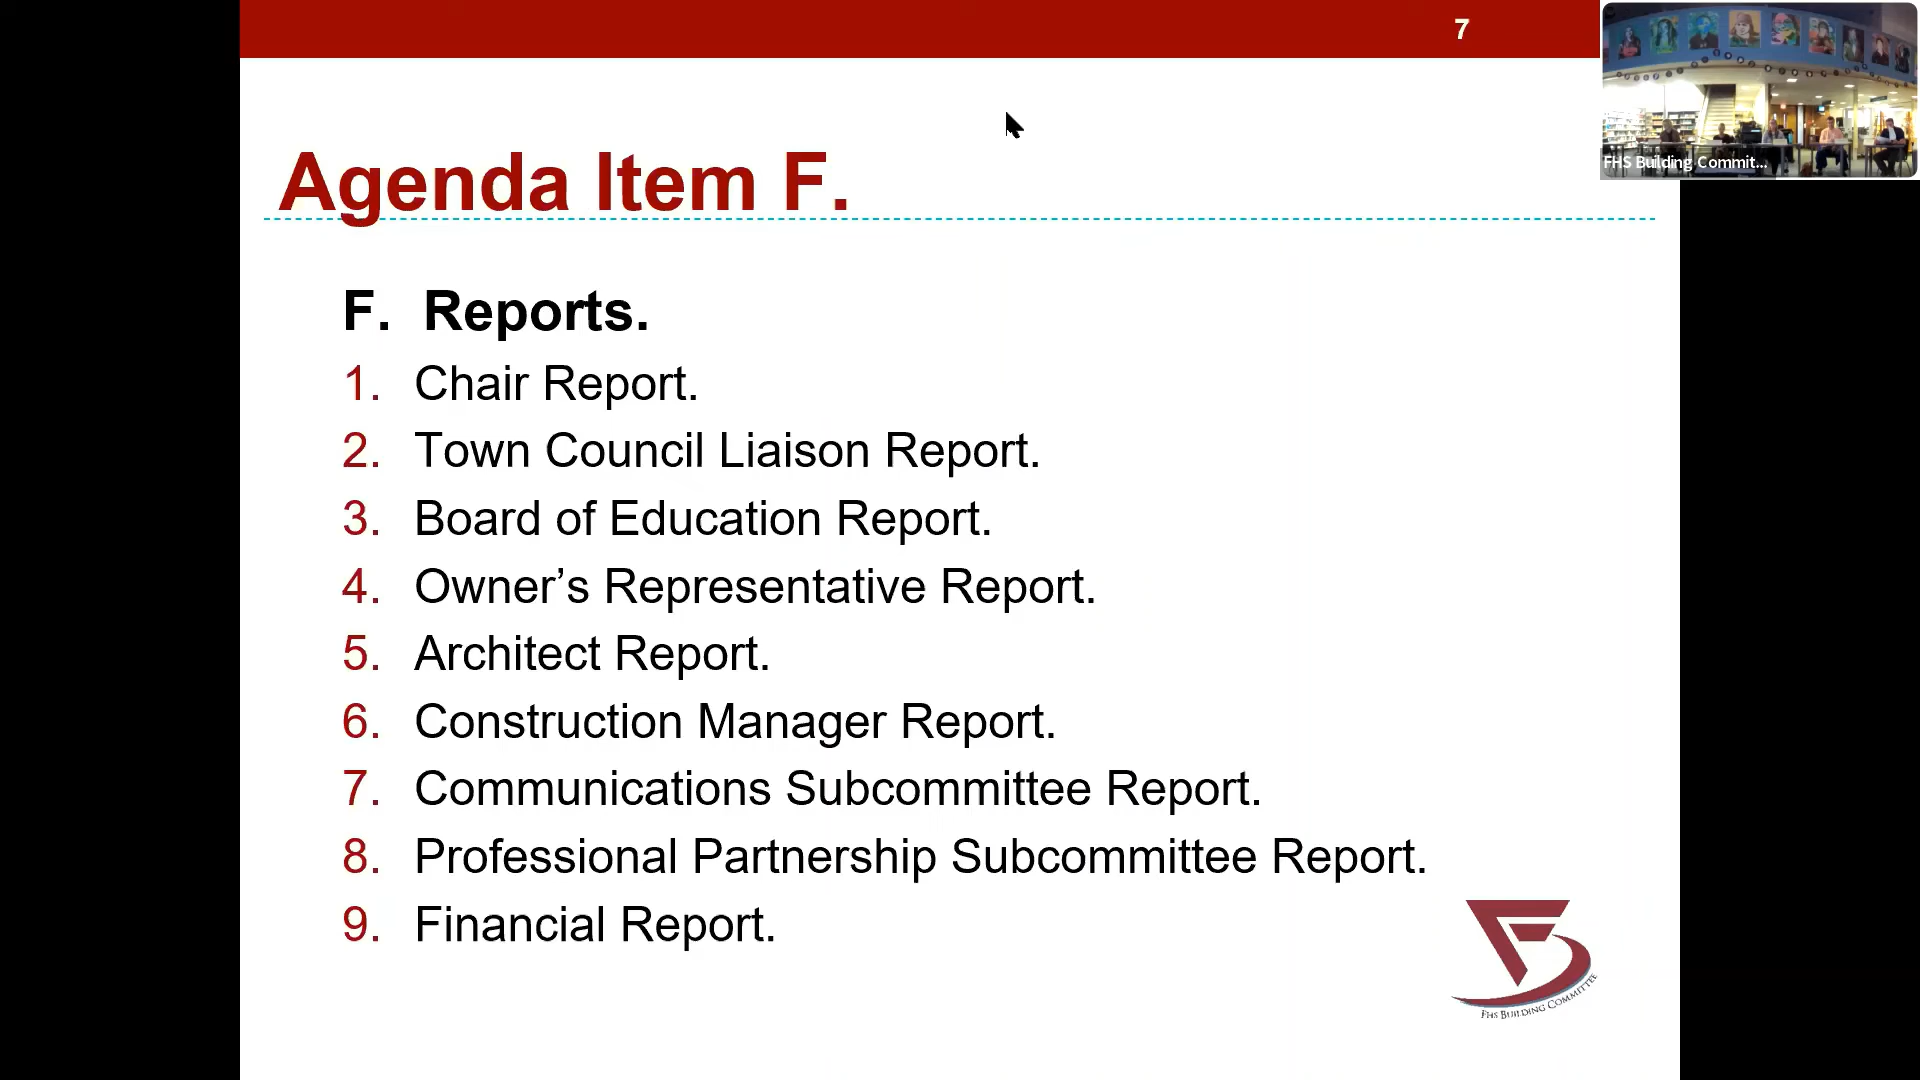 7
FHS Building Commit...
Agenda Item F.
F. Reports.
1. Chair Report.
2. Town Council Liaison Report.
3. Board of Education Report.
4. Owner’s Representative Report.
5. Architect Report.
6. Construction Manager Report.
7. Communications Subcommittee Report.
8. Professional Partnership Subcommittee Report.
9. Financial Report.
FHS BUILDING COMMITTEE